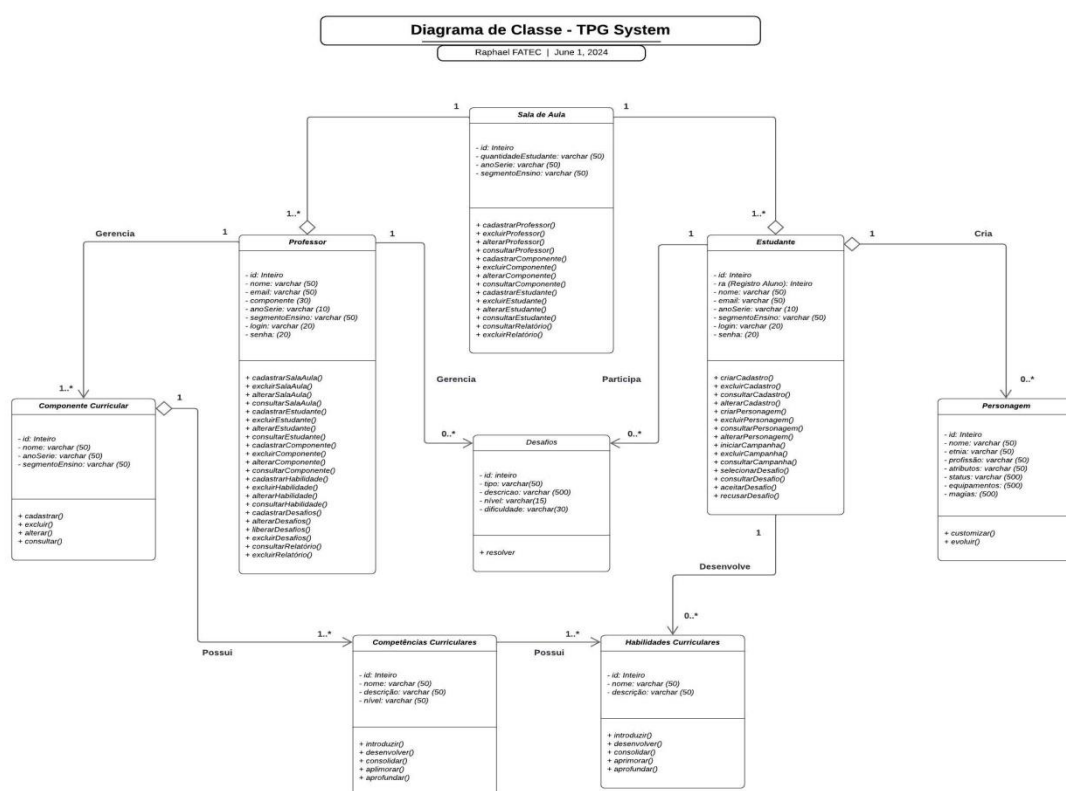 Diagrama de Classe - TPG System
Raphael FATEC | June 1, 2024
1
1
Sala de Aula
- id: Inteiro
- quantidadeEstudante: varchar (50)
- anoSerie: varchar (50)
- segmentoEnsino: varchar (50)
+ cadastrarProfessor()
+ excluirProfessor()
+ alterarProfessor()
+ consultarProfessor()
+ cadastrarComponente()
+ excluirComponente()
+ alterarComponente()
+ consultarComponente()
+ cadastrarEstudante()
+ excluirEstudante()
+ alterarEstudante()
+ consultarEstudante()
+ consultarRelatório()
+ excluirRelatório()
1..*
1..*
Gerencia
1
1
Professor
- id: Inteiro
- nome: varchar (50)
- email: varchar (50)
- componente (30)
- anoSerie: varchar (10)
- segmentoEnsino: varchar (50)
- login: varchar (20)
- senha: (20)
+ cadastrarSalaAula()
+ excluirSalaAula()
+ alterarSalaAula()
+ consultarSalaAula()
+ cadastrarEstudante()
+ excluirEstudante()
+ alterarEstudante()
+ consultarEstudante()
+ cadastrarComponente()
+ excluirComponente()
+ alterarComponente()
+ consultarComponente()
+ cadastrarHabilidade()
+ excluirHabilidade()
+ alterarHabilidade()
+ consultarHabilidade()
+ cadastrarDesafios()
+ alterarDesafios()
+ liberarDesafios()
+ excluirDesafios()
+ consultarRelatório()
+ excluirRelatório()
1
1
Cria
Estudante
- id: Inteiro
- ra (Registro Aluno): Inteiro
- nome: varchar (50)
- email: varchar (50)
- anoSerie: varchar (10)
- segmentoEnsino: varchar (50)
- login: varchar (20)
- senha: (20)
+ criarCadastro()
+ excluirCadastro()
+ consultarCadastro()
+ alterarCadastro()
+ criarPersonagem()
+ excluirPersonagem()
+ consultarPersonagem()
+ alterarPersonagem()
+ iniciarCampanha()
+ excluirCampanha()
+ consultarCampanha()
+ selecionarDesafio()
+ consultarDesafio()
+ aceitarDesafio()
+ recusarDesafio()
Gerencia
Participa
1..*
1
0..*
Componente Curricular
- id: Inteiro
- nome: varchar (50)
- anoSerie: varchar (50)
- segmentoEnsino: varchar (50)
+ cadastrar()
+ excluir()
+ alterar()
+ consultar()
Personagem
- id: Inteiro
- nome: varchar (50)
- etnia: varchar (50)
- profissão: varchar (50)
- atributos: varchar (50)
- status: varchar (500)
- equipamentos: (500)
- magias: (500)
+ customizar()
+ evoluir()
0..*
0..*
Desafios
- id: inteiro
- tipo: varchar(50)
- descricao: varchar (500)
- nivel: varchar(15)
- dificuldade: varchar(30)
+ resolver
1
Desenvolve
0..*
1..*
Possui
1..*
Possui
Competências Curriculares
- id: Inteiro
- nome: varchar (50)
- descrição: varchar (50)
- nível: varchar (50)
+ introduzir()
+ desenvolver()
+ consolidar()
+ aplimorar()
+ aprofundar()
Habilidades Curriculares
- id: Inteiro
- nome: varchar (50)
- descrição: varchar (50)
+ introduzir()
+ desenvolver()
+ consolidar()
+ aprimorar()
+ aprofundar()